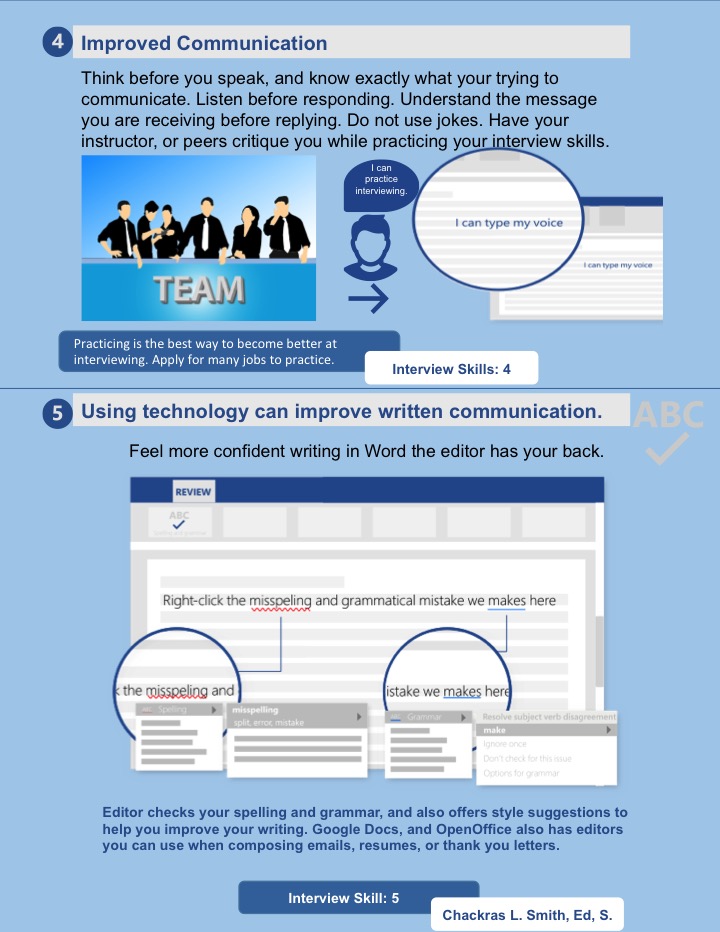 4 Improved Communication
Think before you speak, and know exactly what your trying to
communicate. Listen before responding. Understand the message
you are receiving before replying. Do not use jokes. Have your
instructor, or peers critique you while practicing your interview skills.
TEAM
I can
practice
interviewing.
I can type my voice
I can type my voice
Practicing is the best way to become better at
interviewing. Apply for many jobs to practice.
Interview Skills: 4
5 Using technology can improve written communication.
ABC
Feel more confident writing in Word the editor has your back.
REVIEW
ABC
Right-click the misspeling and grammatical mistake we makes here
k the misspeling and
istake we makes here
Spelling
misspelling
split, error, mistake
Grammar
Resolve subject verb disagreement
make
Ignore once
Don't check for this issue
Options for grammar
Editor checks your spelling and grammar, and also offers style suggestions to
help you improve your writing. Google Docs, and OpenOffice also has editors
you can use when composing emails, resumes, or thank you letters.
Interview Skill: 5
Chackras L. Smith, Ed, S.